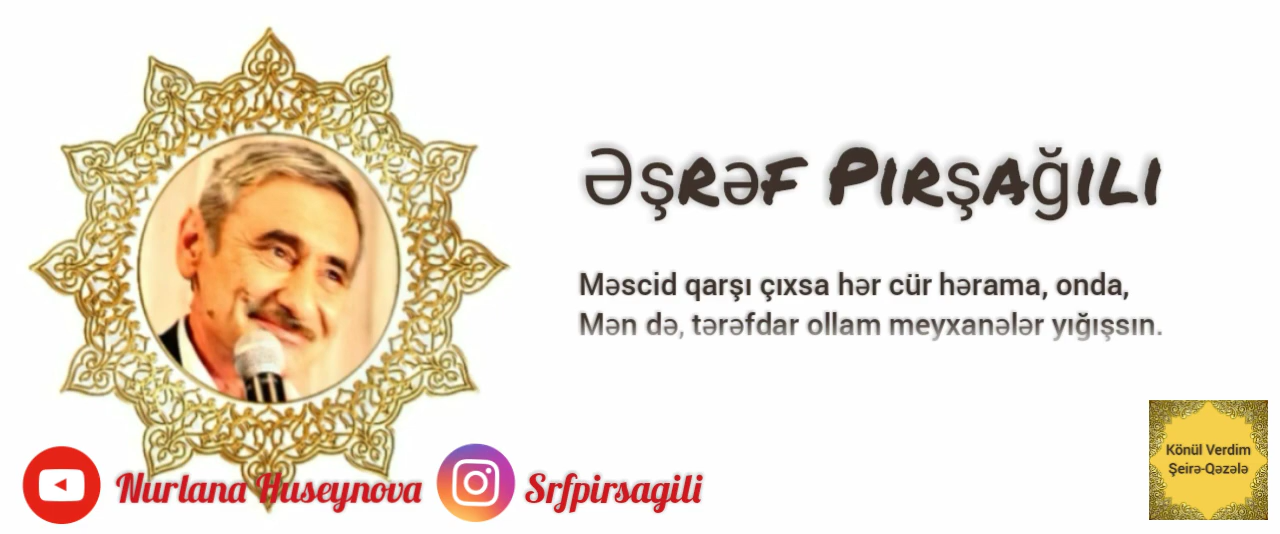 Əşrəf Pirşağılı
Məscid qarşı çıxsa hər cür hərama, onda,
Mən də, tərəfdar ollam meyxanələr yığışsın.
Könül Verdim
Şeirə-Qəzələ
Nurlana Huseynova
Srfpirsagili